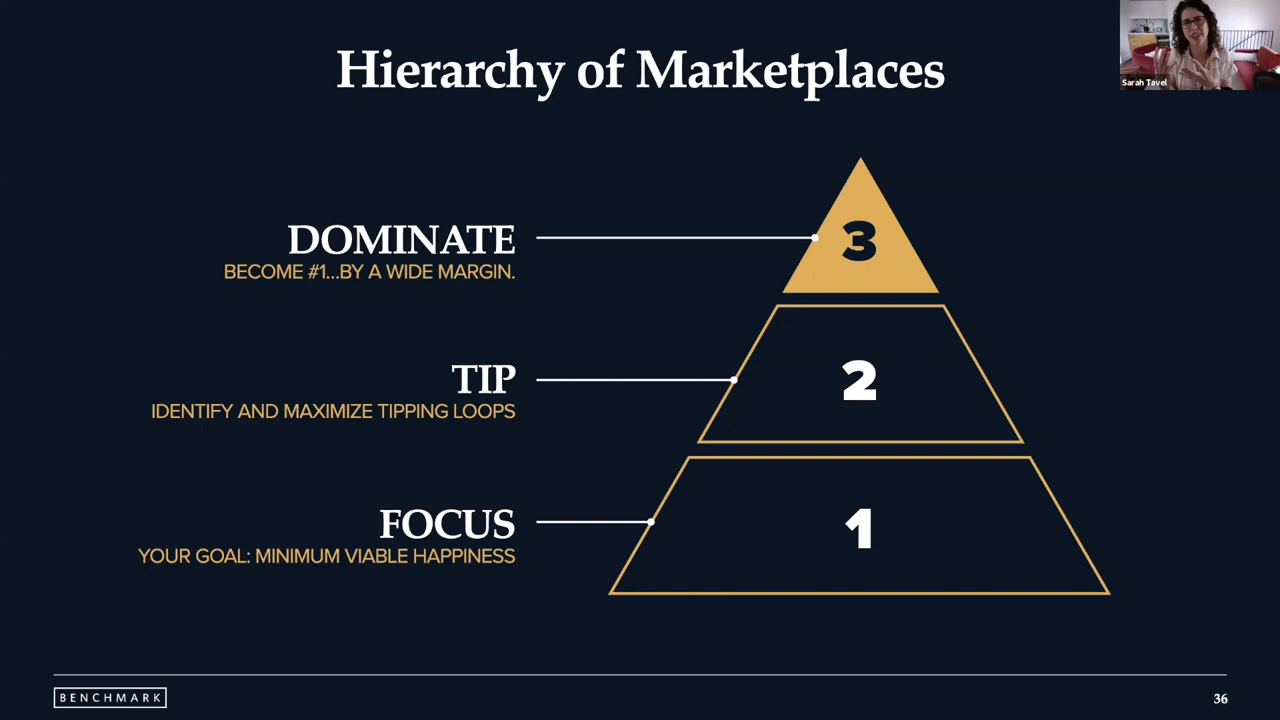 Hierarchy of Marketplaces
Sarah Tavel
DOMINATE
BECOME #1...BY A WIDE MARGIN.
3
TIP
IDENTIFY AND MAXIMIZE TIPPING LOOPS
2
FOCUS
YOUR GOAL: MINIMUM VIABLE HAPPINESS
1
BENCHMARK
36